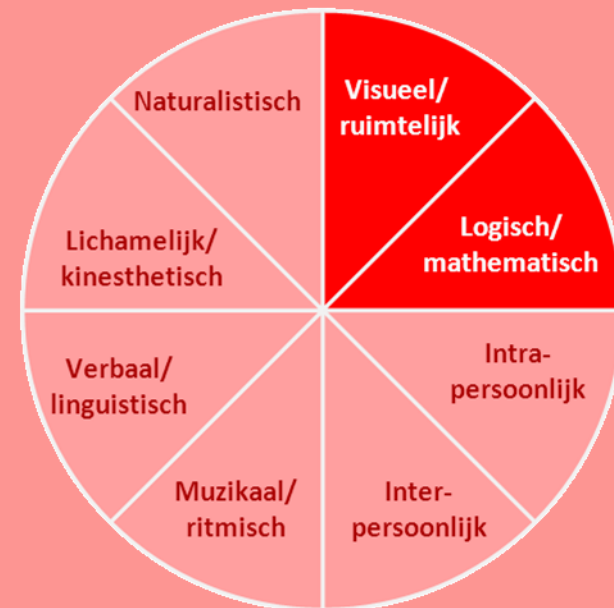 Visueel/
ruimtelijk
Logisch/
mathematisch
Intra-
persoonlijk
Inter-
persoonlijk
Muzikaal/
ritmisch
Verbaal/
linguistisch
Lichamelijk/
kinesthetisch
Naturalistisch